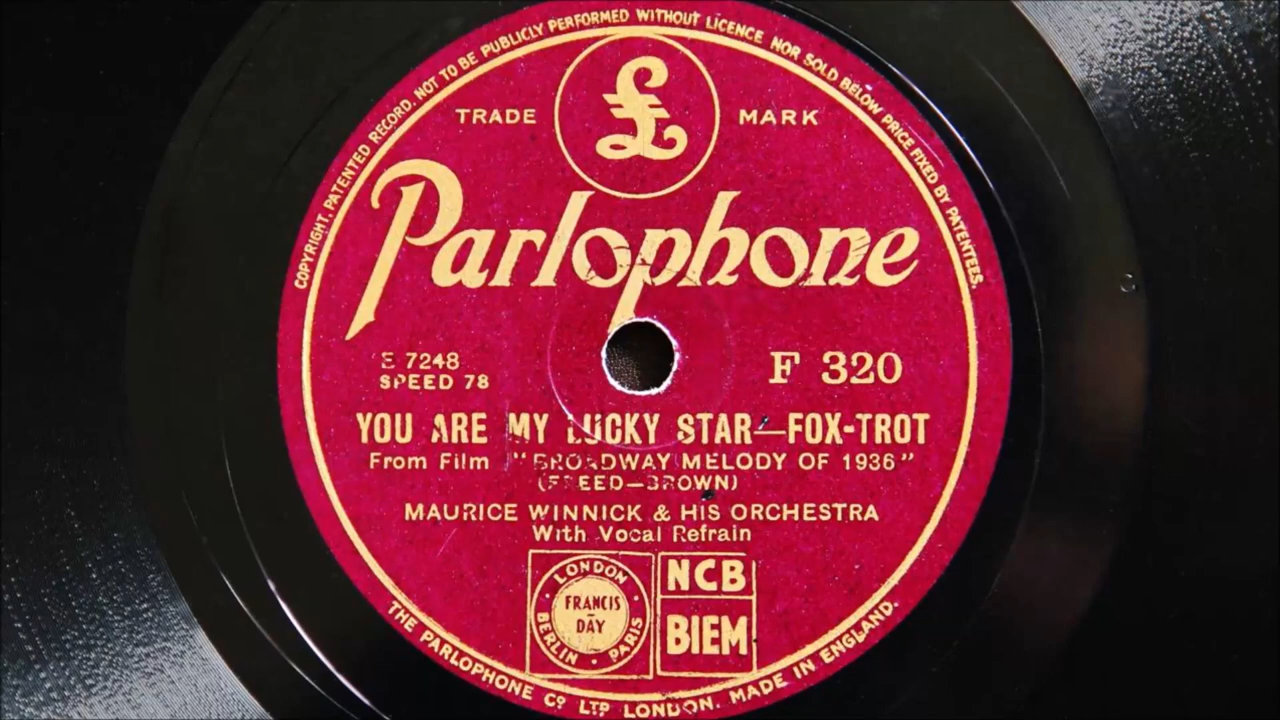 COPYRIGHT. PATENTED RECORD. NOT TO BE PUBLICLY PERFORMED WITHOUT LICENCE NOR SOLD BELOW PRICE FIXED BY PATENTEES.
TRADE £ MARK
Parlophone
E 7248
SPEED 78
F 320
YOU ARE MY LUCKY STAR—FOX-TROT
From Film "BROADWAY MELODY OF 1936"
(FREED—BROWN)
MAURICE WINNICK & HIS ORCHESTRA
With Vocal Refrain
LONDON
FRANCIS
-
DAY
BERLIN · PARIS
NCB
BIEM
THE PARLOPHONE Cº LTD LONDON. MADE IN ENGLAND.